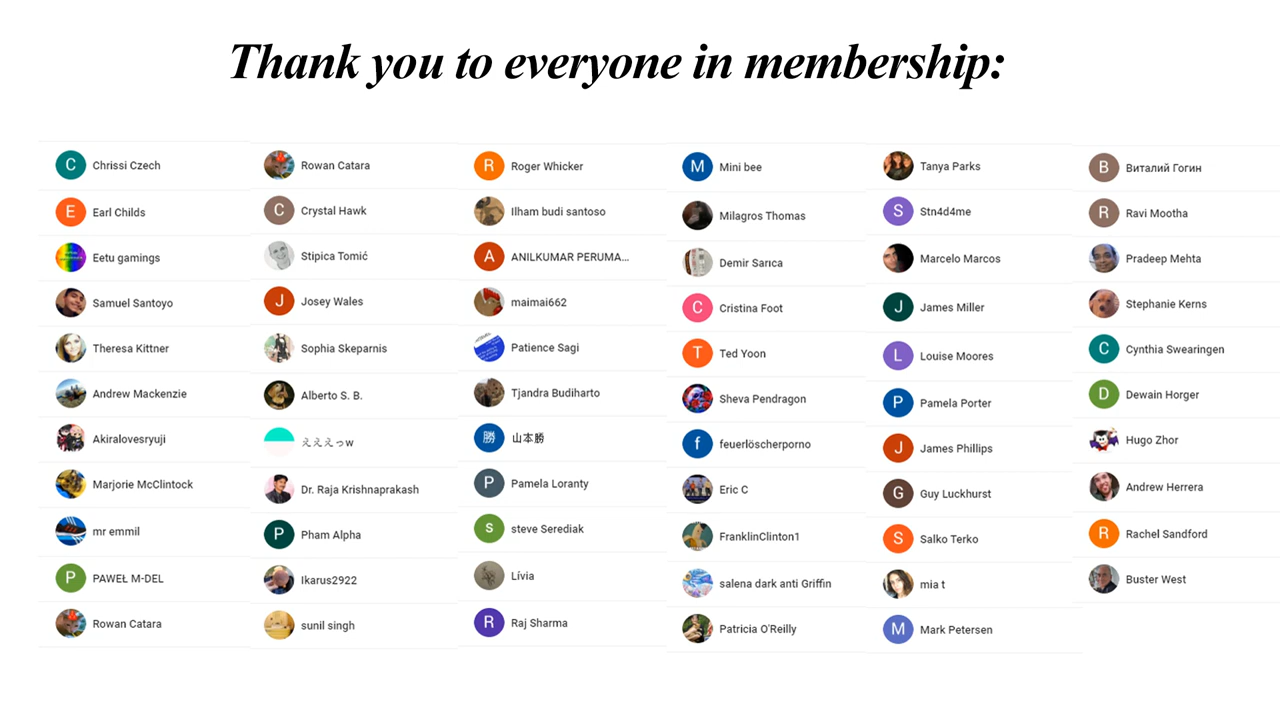 Thank you to everyone in membership:
C Chrissi Czech
E Earl Childs
Eetu gamings
Samuel Santoyo
Theresa Kittner
Andrew Mackenzie
Akiralovesryuji
Marjorie McClintock
mr emmil
P PAWEŁ M-DEL
Rowan Catara
Rowan Catara
C Crystal Hawk
Stipica Tomić
J Josey Wales
Sophia Skeparnis
Alberto S. B.
えええっw
Dr. Raja Krishnaprakash
P Pham Alpha
Ikarus2922
sunil singh
R Roger Whicker
Ilham budi santoso
A ANILKUMAR PERUMA...
maimai662
Patience Sagi
Tjandra Budiharto
勝 山本勝
P Pamela Loranty
s steve Serediak
Lívia
R Raj Sharma
M Mini bee
Milagros Thomas
Demir Sarıca
C Cristina Foot
T Ted Yoon
Sheva Pendragon
f feuerlöscherporno
Eric C
FranklinClinton1
salena dark anti Griffin
Patricia O'Reilly
Tanya Parks
S Stn4d4me
Marcelo Marcos
J James Miller
L Louise Moores
P Pamela Porter
J James Phillips
G Guy Luckhurst
S Salko Terko
mia t
M Mark Petersen
В Виталий Гогин
R Ravi Mootha
Pradeep Mehta
Stephanie Kerns
C Cynthia Swearingen
D Dewain Horger
Hugo Zhor
Andrew Herrera
R Rachel Sandford
Buster West